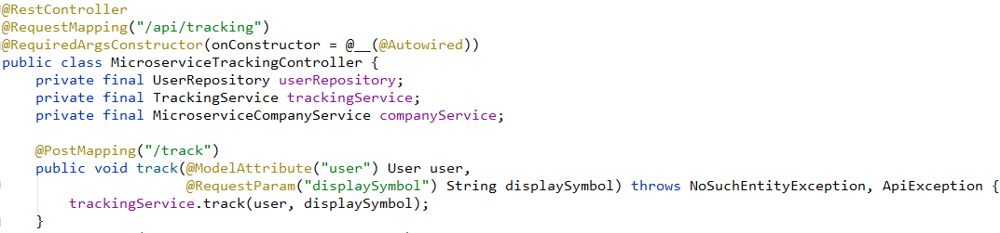 @RestController
@RequestMapping("/api/tracking")
@RequiredArgsConstructor(onConstructor = @__(@Autowired))
public class MicroserviceTrackingController {
    private final UserRepository userRepository;
    private final TrackingService trackingService;
    private final MicroserviceCompanyService companyService;

    @PostMapping("/track")
    public void track(@ModelAttribute("user") User user,
                      @RequestParam("displaySymbol") String displaySymbol) throws NoSuchEntityException, ApiException {
        trackingService.track(user, displaySymbol);
    }